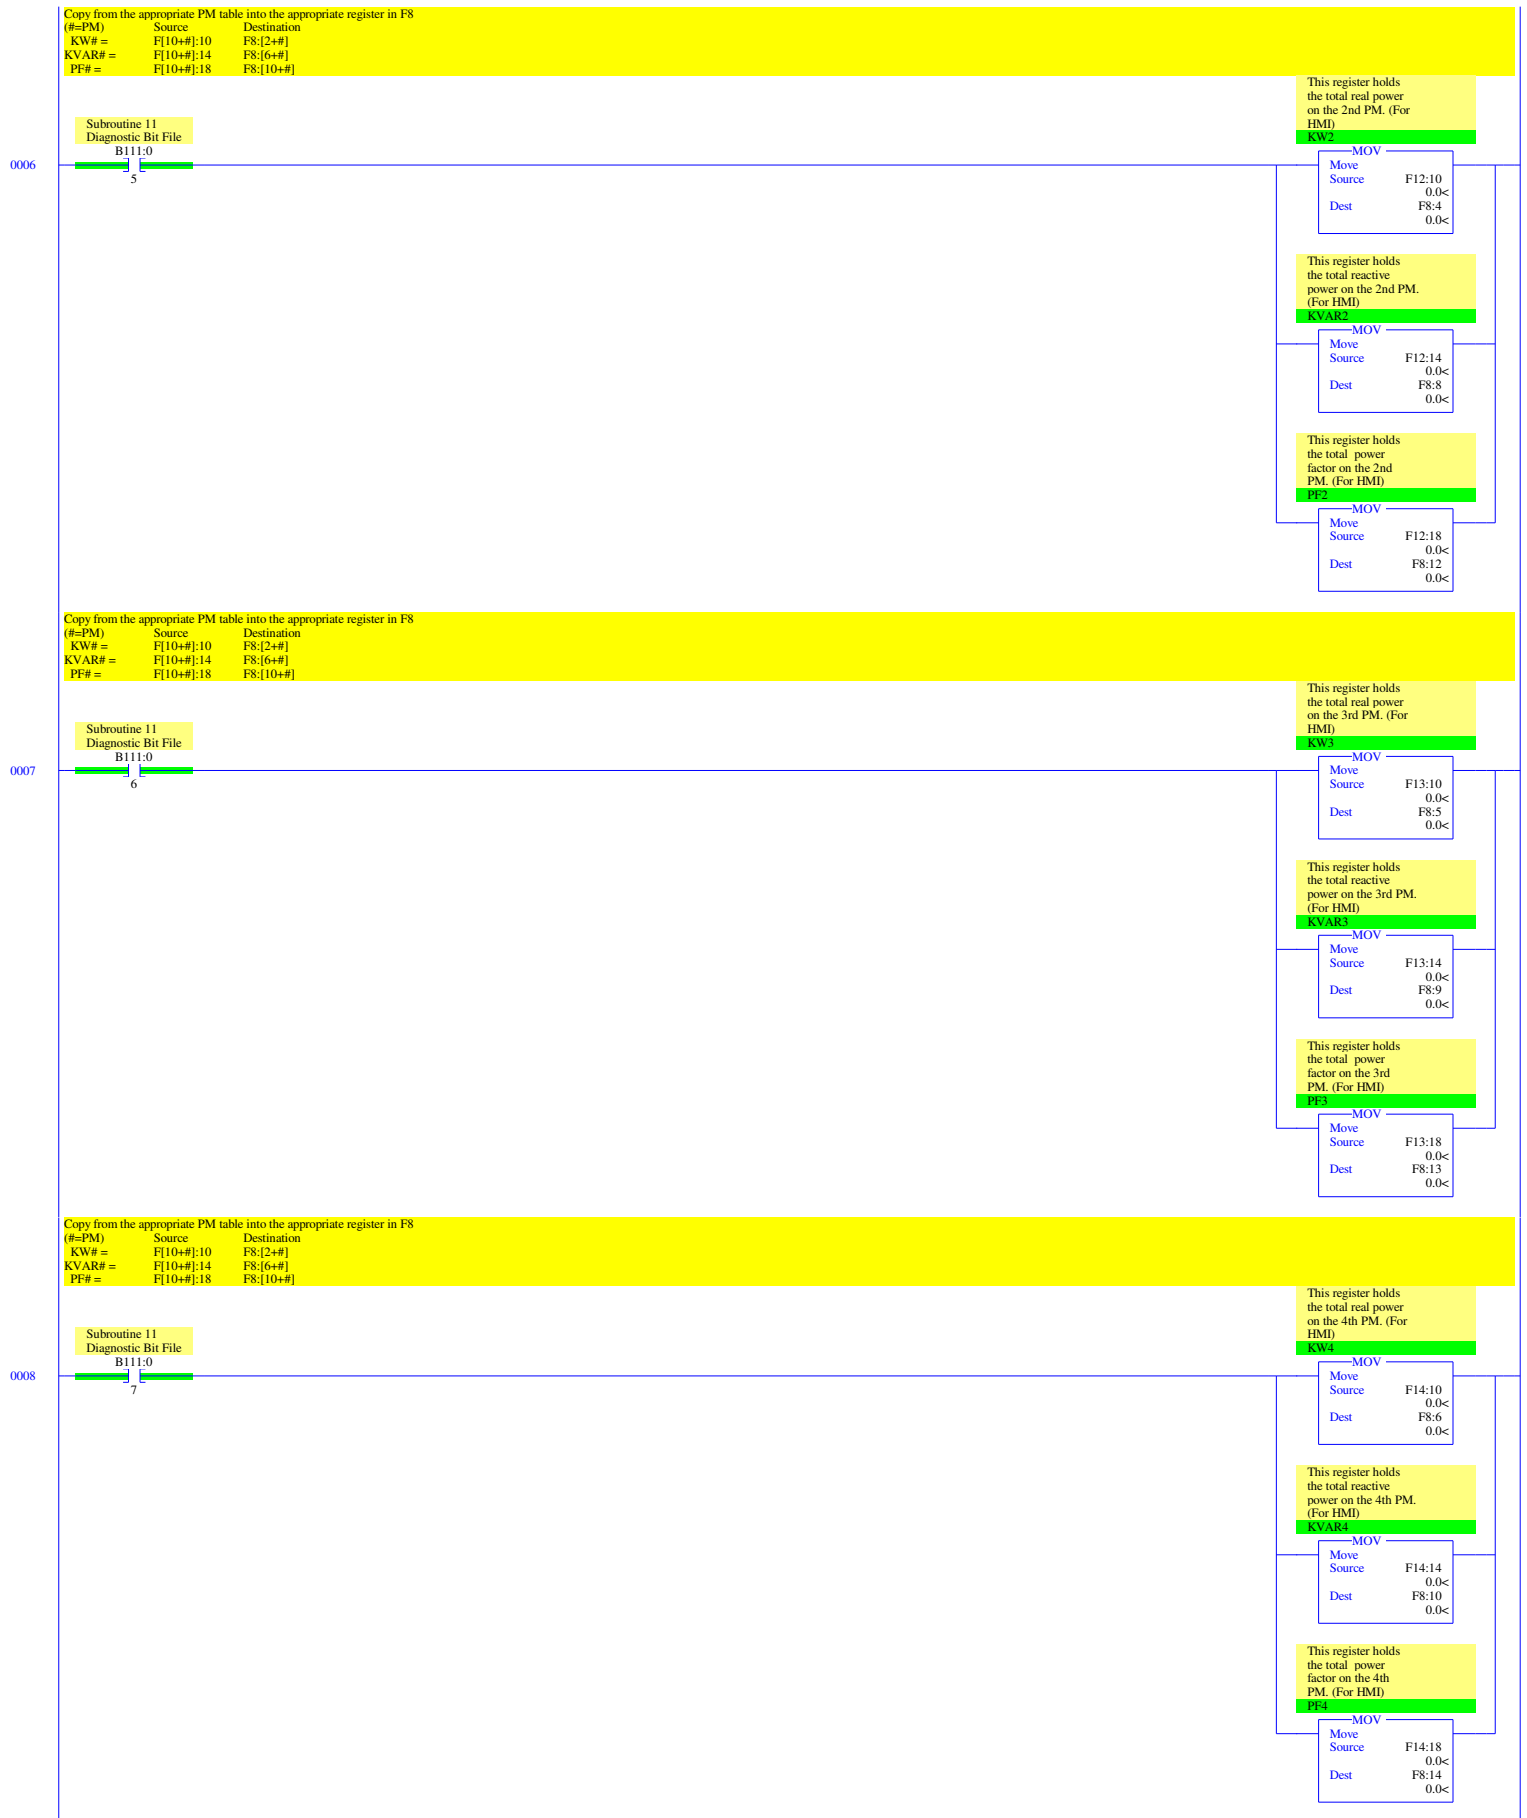 Copy from the appropriate PM table into the appropriate register in F8
(#=PM) Source Destination
KW# = F[10+#]:10 F8:[2+#]
KVAR# = F[10+#]:14 F8:[6+#]
PF# = F[10+#]:18 F8:[10+#]
This register holds
the total real power
on the 2nd PM. (For
HMI)
KW2
Subroutine 11
Diagnostic Bit File
B111:0
0006
5
MOV
Move
Source F12:10
0.0<
Dest F8:4
0.0<
This register holds
the total reactive
power on the 2nd PM.
(For HMI)
KVAR2
MOV
Move
Source F12:14
0.0<
Dest F8:8
0.0<
This register holds
the total power
factor on the 2nd
PM. (For HMI)
PF2
MOV
Move
Source F12:18
0.0<
Dest F8:12
0.0<
Copy from the appropriate PM table into the appropriate register in F8
(#=PM) Source Destination
KW# = F[10+#]:10 F8:[2+#]
KVAR# = F[10+#]:14 F8:[6+#]
PF# = F[10+#]:18 F8:[10+#]
This register holds
the total real power
on the 3rd PM. (For
HMI)
KW3
Subroutine 11
Diagnostic Bit File
B111:0
0007
6
MOV
Move
Source F13:10
0.0<
Dest F8:5
0.0<
This register holds
the total reactive
power on the 3rd PM.
(For HMI)
KVAR3
MOV
Move
Source F13:14
0.0<
Dest F8:9
0.0<
This register holds
the total power
factor on the 3rd
PM. (For HMI)
PF3
MOV
Move
Source F13:18
0.0<
Dest F8:13
0.0<
Copy from the appropriate PM table into the appropriate register in F8
(#=PM) Source Destination
KW# = F[10+#]:10 F8:[2+#]
KVAR# = F[10+#]:14 F8:[6+#]
PF# = F[10+#]:18 F8:[10+#]
This register holds
the total real power
on the 4th PM. (For
HMI)
KW4
Subroutine 11
Diagnostic Bit File
B111:0
0008
7
MOV
Move
Source F14:10
0.0<
Dest F8:6
0.0<
This register holds
the total reactive
power on the 4th PM.
(For HMI)
KVAR4
MOV
Move
Source F14:14
0.0<
Dest F8:10
0.0<
This register holds
the total power
factor on the 4th
PM. (For HMI)
PF4
MOV
Move
Source F14:18
0.0<
Dest F8:14
0.0<